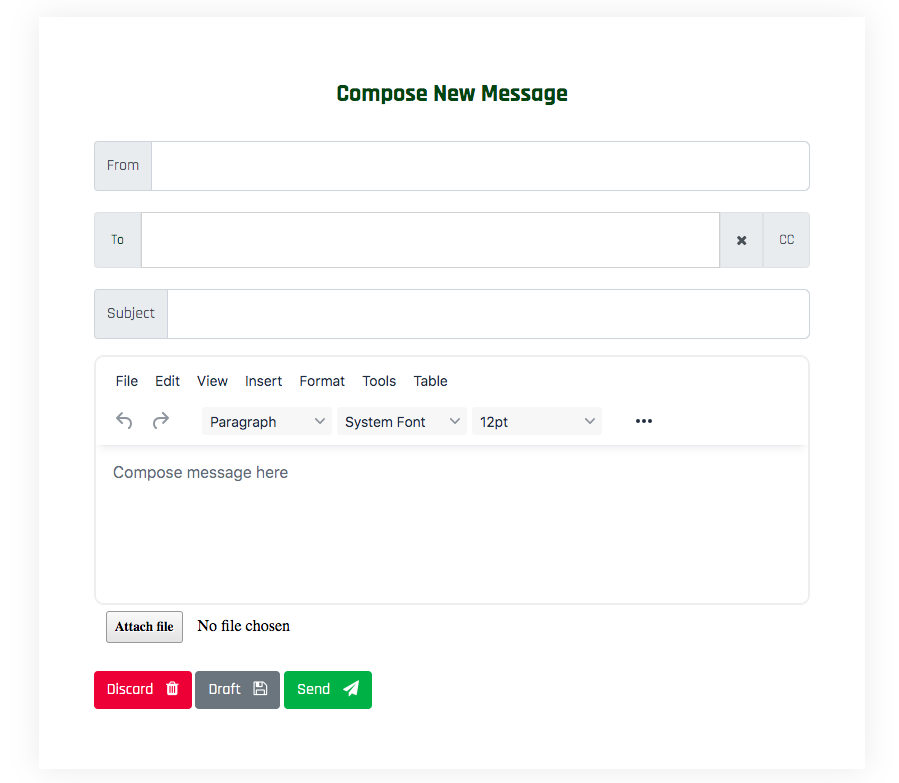 Compose New Message
From
To CC
Subject
File Edit View Insert Format Tools Table
Paragraph System Font 12pt
Compose message here
Attach file No file chosen
Discard Draft Send